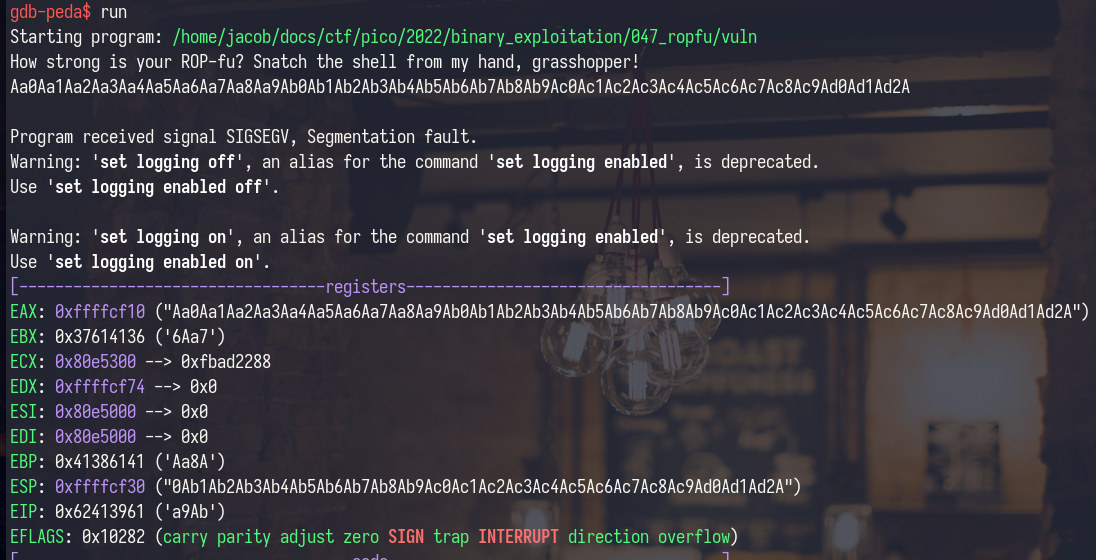 gdb-peda$ run
Starting program: /home/jacob/docs/ctf/pico/2022/binary_exploitation/047_ropfu/vuln
How strong is your ROP-fu? Snatch the shell from my hand, grasshopper!
Aa0Aa1Aa2Aa3Aa4Aa5Aa6Aa7Aa8Aa9Ab0Ab1Ab2Ab3Ab4Ab5Ab6Ab7Ab8Ab9Ac0Ac1Ac2Ac3Ac4Ac5Ac6Ac7Ac8Ac9Ad0Ad1Ad2A
Program received signal SIGSEGV, Segmentation fault.
Warning: 'set logging off', an alias for the command 'set logging enabled', is deprecated.
Use 'set logging enabled off'.
Warning: 'set logging on', an alias for the command 'set logging enabled', is deprecated.
Use 'set logging enabled on'.
[----------------------------------registers-----------------------------------]
EAX: 0xffffcf10 ("Aa0Aa1Aa2Aa3Aa4Aa5Aa6Aa7Aa8Aa9Ab0Ab1Ab2Ab3Ab4Ab5Ab6Ab7Ab8Ab9Ac0Ac1Ac2Ac3Ac4Ac5Ac6Ac7Ac8Ac9Ad0Ad1Ad2A")
EBX: 0x37614136 ('6Aa7')
ECX: 0x80e5300 --> 0xfbad2288
EDX: 0xffffcf74 --> 0x0
ESI: 0x80e5000 --> 0x0
EDI: 0x80e5000 --> 0x0
EBP: 0x41386141 ('Aa8A')
ESP: 0xffffcf30 ("0Ab1Ab2Ab3Ab4Ab5Ab6Ab7Ab8Ab9Ac0Ac1Ac2Ac3Ac4Ac5Ac6Ac7Ac8Ac9Ad0Ad1Ad2A")
EIP: 0x62413961 ('a9Ab')
EFLAGS: 0x10282 (carry parity adjust zero SIGN trap INTERRUPT direction overflow)